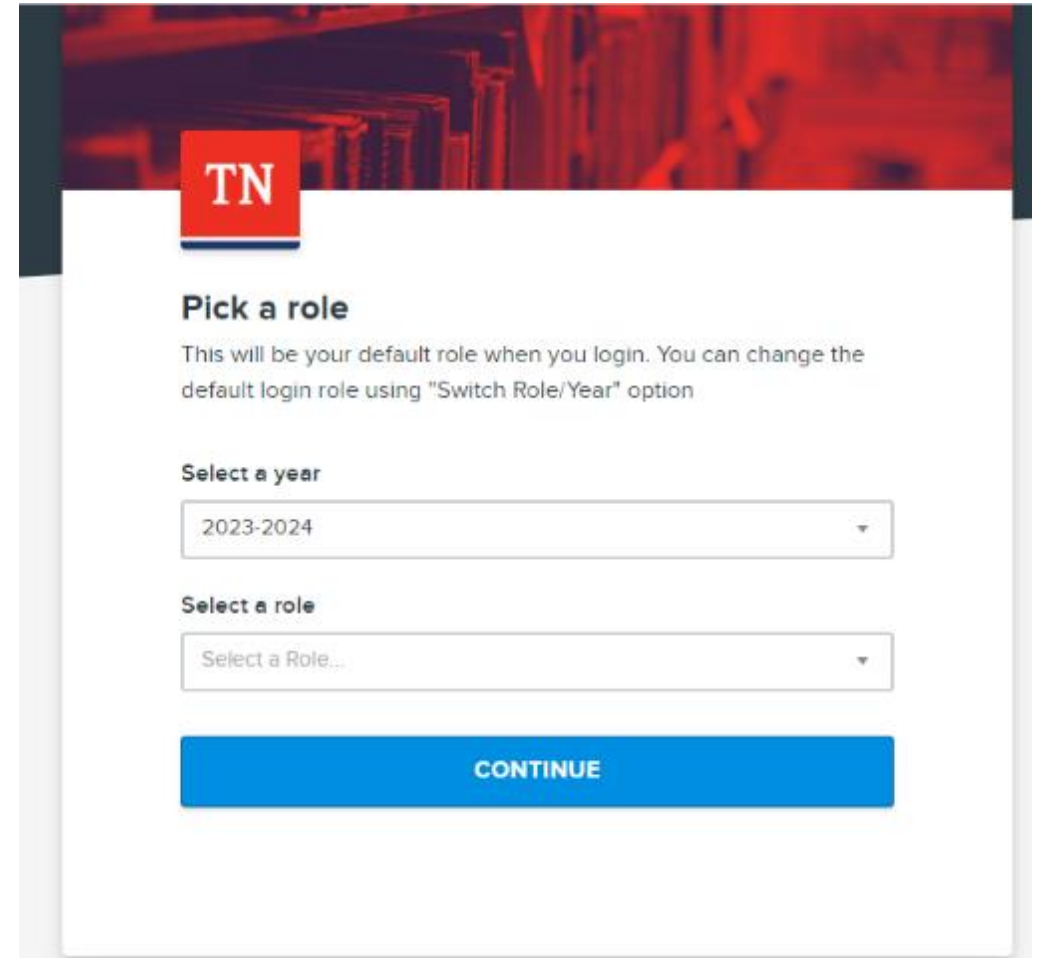 TN
Pick a role
This will be your default role when you login. You can change the
default login role using "Switch Role/Year" option
Select a year
2023-2024
Select a role
Select a Role...
CONTINUE